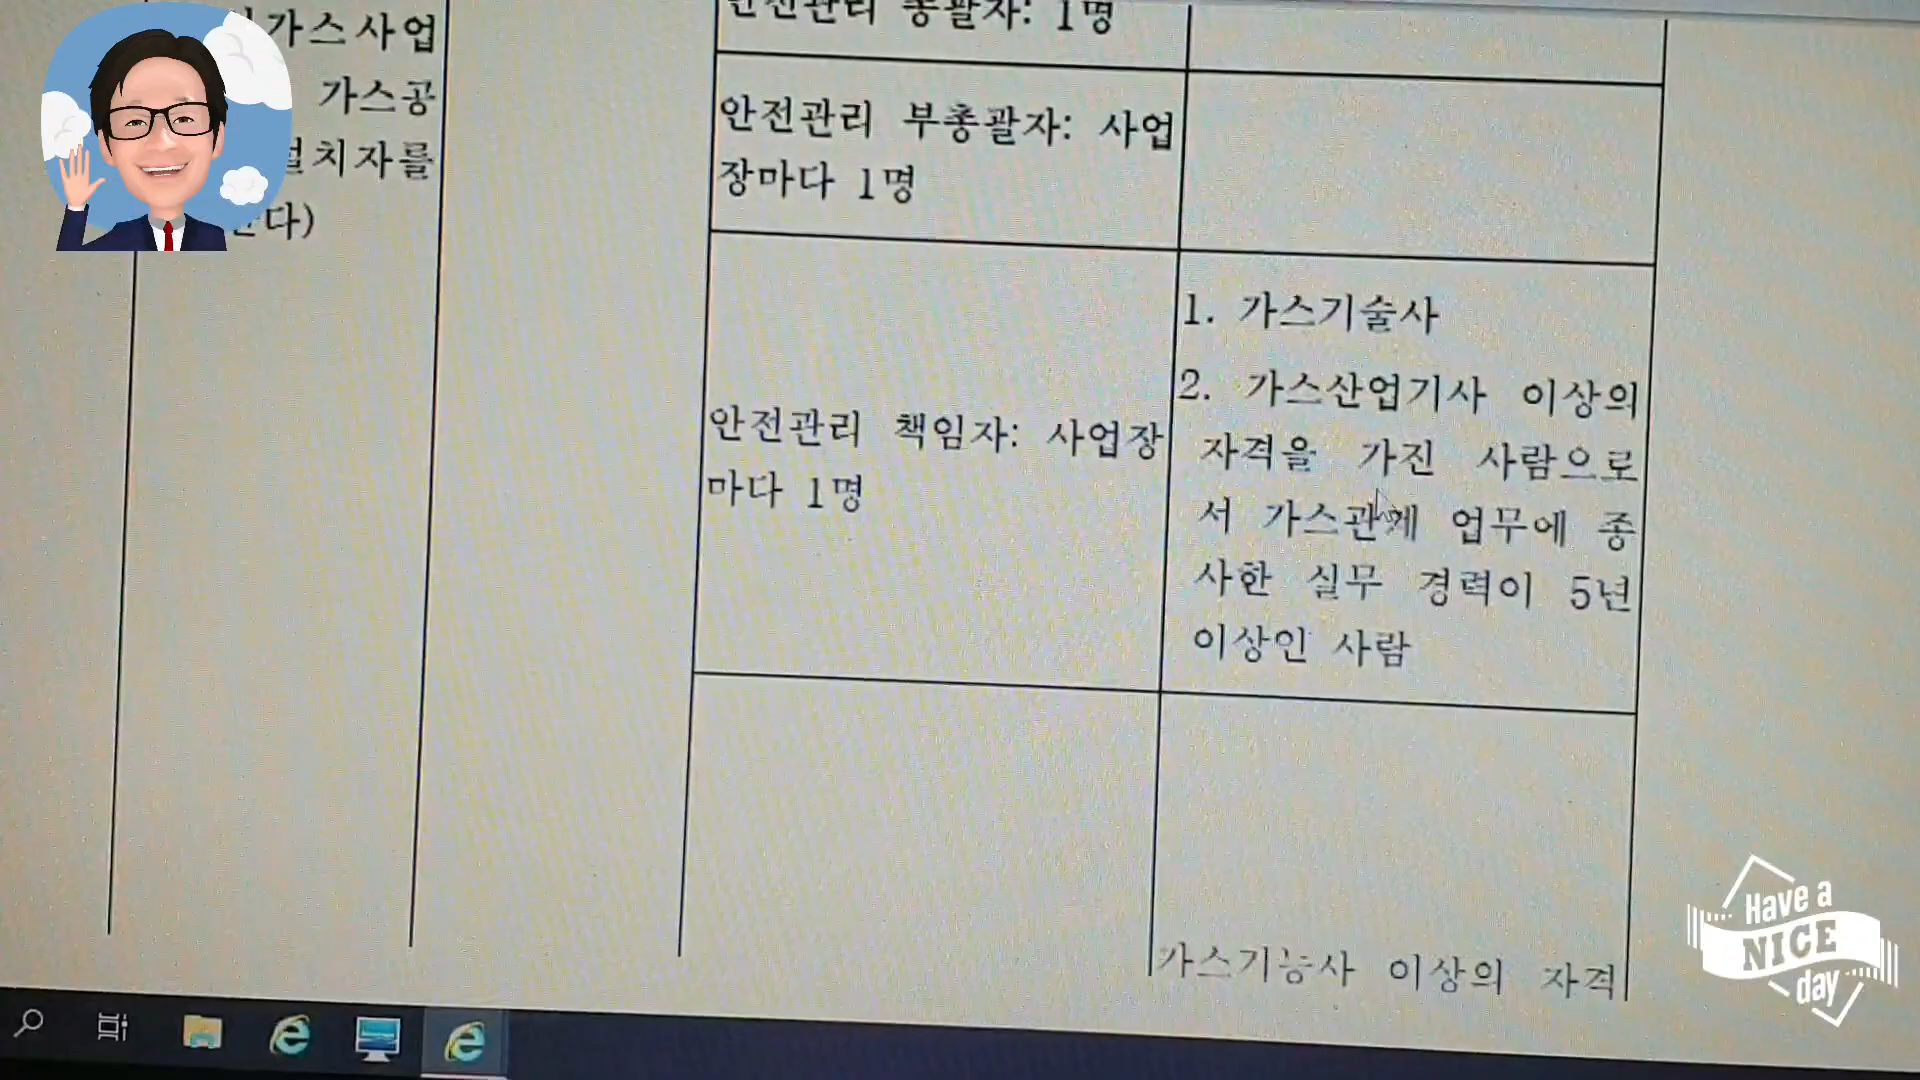 가스사업
가스공
설치자를
한다)
안전관리 총괄자: 1명
안전관리 부총괄자: 사업
장마다 1명
안전관리 책임자: 사업장
마다 1명
1. 가스기술사
2. 가스산업기사 이상의
자격을 가진 사람으로
서 가스관계 업무에 종
사한 실무 경력이 5년
이상인 사람
가스기능사 이상의 자격
Have a
NICE
day